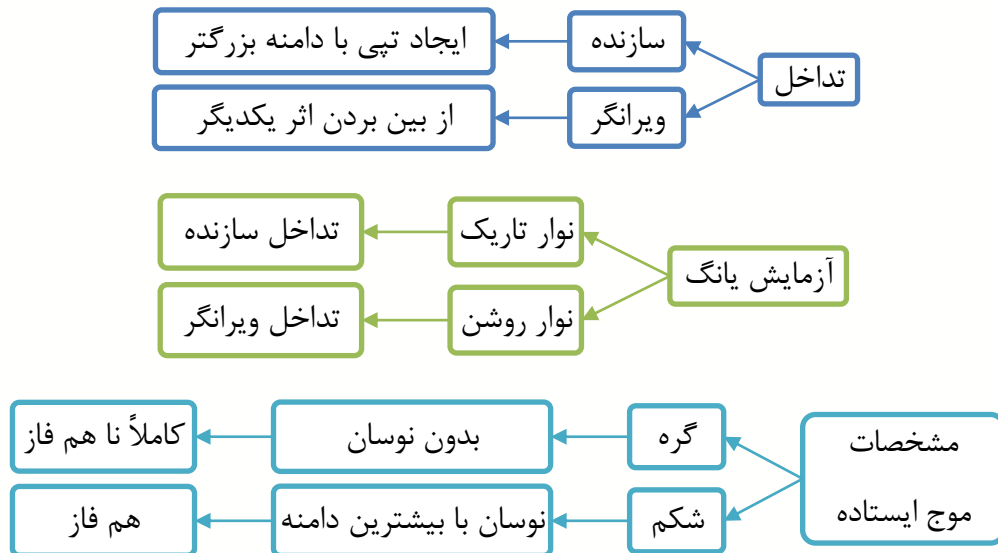 تداخل
سازنده
ایجاد تپی با دامنه بزرگتر
ویرانگر
از بین بردن اثر یکدیگر
آزمایش یانگ
نوار تاریک
تداخل سازنده
نوار روشن
تداخل ویرانگر
مشخصات
موج ایستاده
گره
بدون نوسان
کاملاً نا هم فاز
شکم
نوسان با بیشترین دامنه
هم فاز